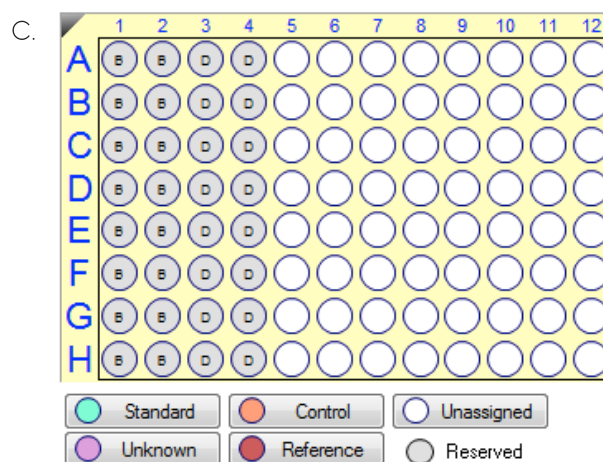 C.
1 2 3 4 5 6 7 8 9 10 11 12
A B B D D
B B B D D
C B B D D
D B B D D
E B B D D
F B B D D
G B B D D
H B B D D
Standard Control Unassigned
Unknown Reference Reserved